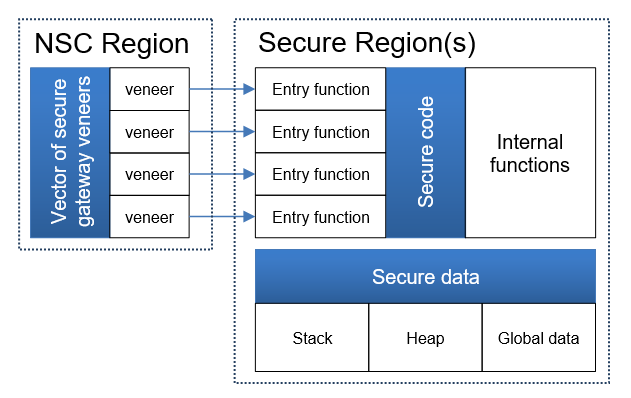 NSC Region
Secure Region(s)
Vector of secure
gateway veneers
veneer
veneer
veneer
veneer
Entry function
Entry function
Entry function
Entry function
Secure code
Internal
functions
Secure data
Stack
Heap
Global data